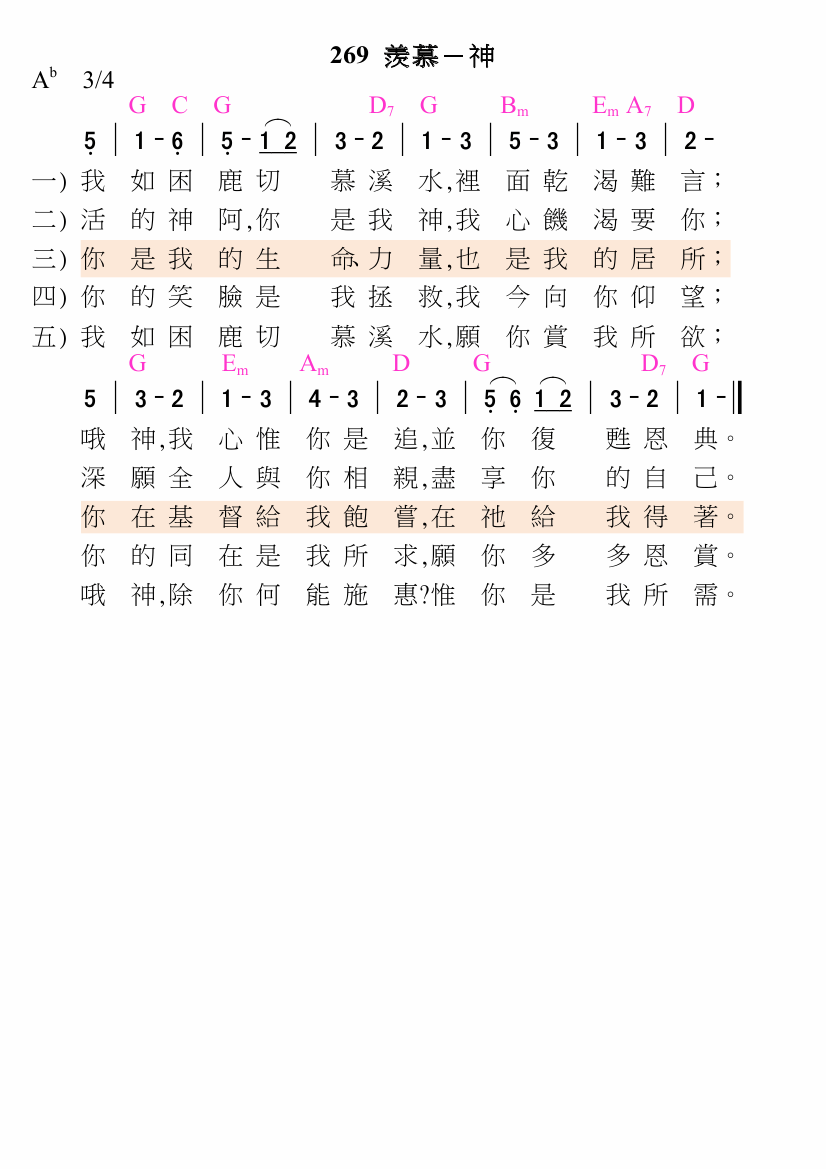 269 羨慕－神
A♭ 3/4
G C G D7 G Bm Em A7 D
5̣ | 1 - 6̣ | 5̣ - 1 2 | 3 - 2 | 1 - 3 | 5 - 3 | 1 - 3 | 2 -
一) 我 如 困 鹿 切 慕 溪 水,裡 面 乾 渴 難 言；
二) 活 的 神 阿,你 是 我 神,我 心 饑 渴 要 你；
三) 你 是 我 的 生 命、力 量,也 是 我 的 居 所；
四) 你 的 笑 臉 是 我 拯 救,我 今 向 你 仰 望；
五) 我 如 困 鹿 切 慕 溪 水,願 你 賞 我 所 欲；
G Em Am D G D7 G
5 | 3 - 2 | 1 - 3 | 4 - 3 | 2 - 3 | 5̣ 6̣ 1 2 | 3 - 2 | 1 - ||
哦 神,我 心 惟 你 是 追,並 你 復 甦 恩 典。
深 願 全 人 與 你 相 親,盡 享 你 的 自 己。
你 在 基 督 給 我 飽 嘗,在 祂 給 我 得 著。
你 的 同 在 是 我 所 求,願 你 多 多 恩 賞。
哦 神,除 你 何 能 施 惠?惟 你 是 我 所 需。